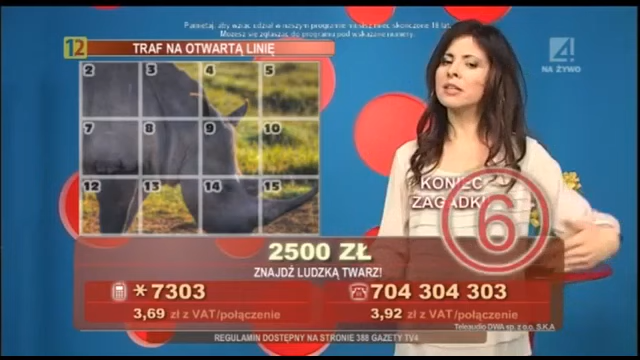 Pamiętaj, aby wziąć udział w naszym programie musisz mieć skończone 18 lat.
Możesz się zgłaszać do programu pod wskazane numery.
12
TRAF NA OTWARTĄ LINIĘ
4
NA ŻYWO
2 3 4 5
7 8 9 10
12 13 14 15
KONIEC
ZAGADKI
6
2500 ZŁ
ZNAJDŹ LUDZKĄ TWARZ!
*7303
704 304 303
3,69 zł z VAT/połączenie
3,92 zł z VAT/połączenie
Teleaudio DWA sp. z o.o. S.K.A
REGULAMIN DOSTĘPNY NA STRONIE 388 GAZETY TV4